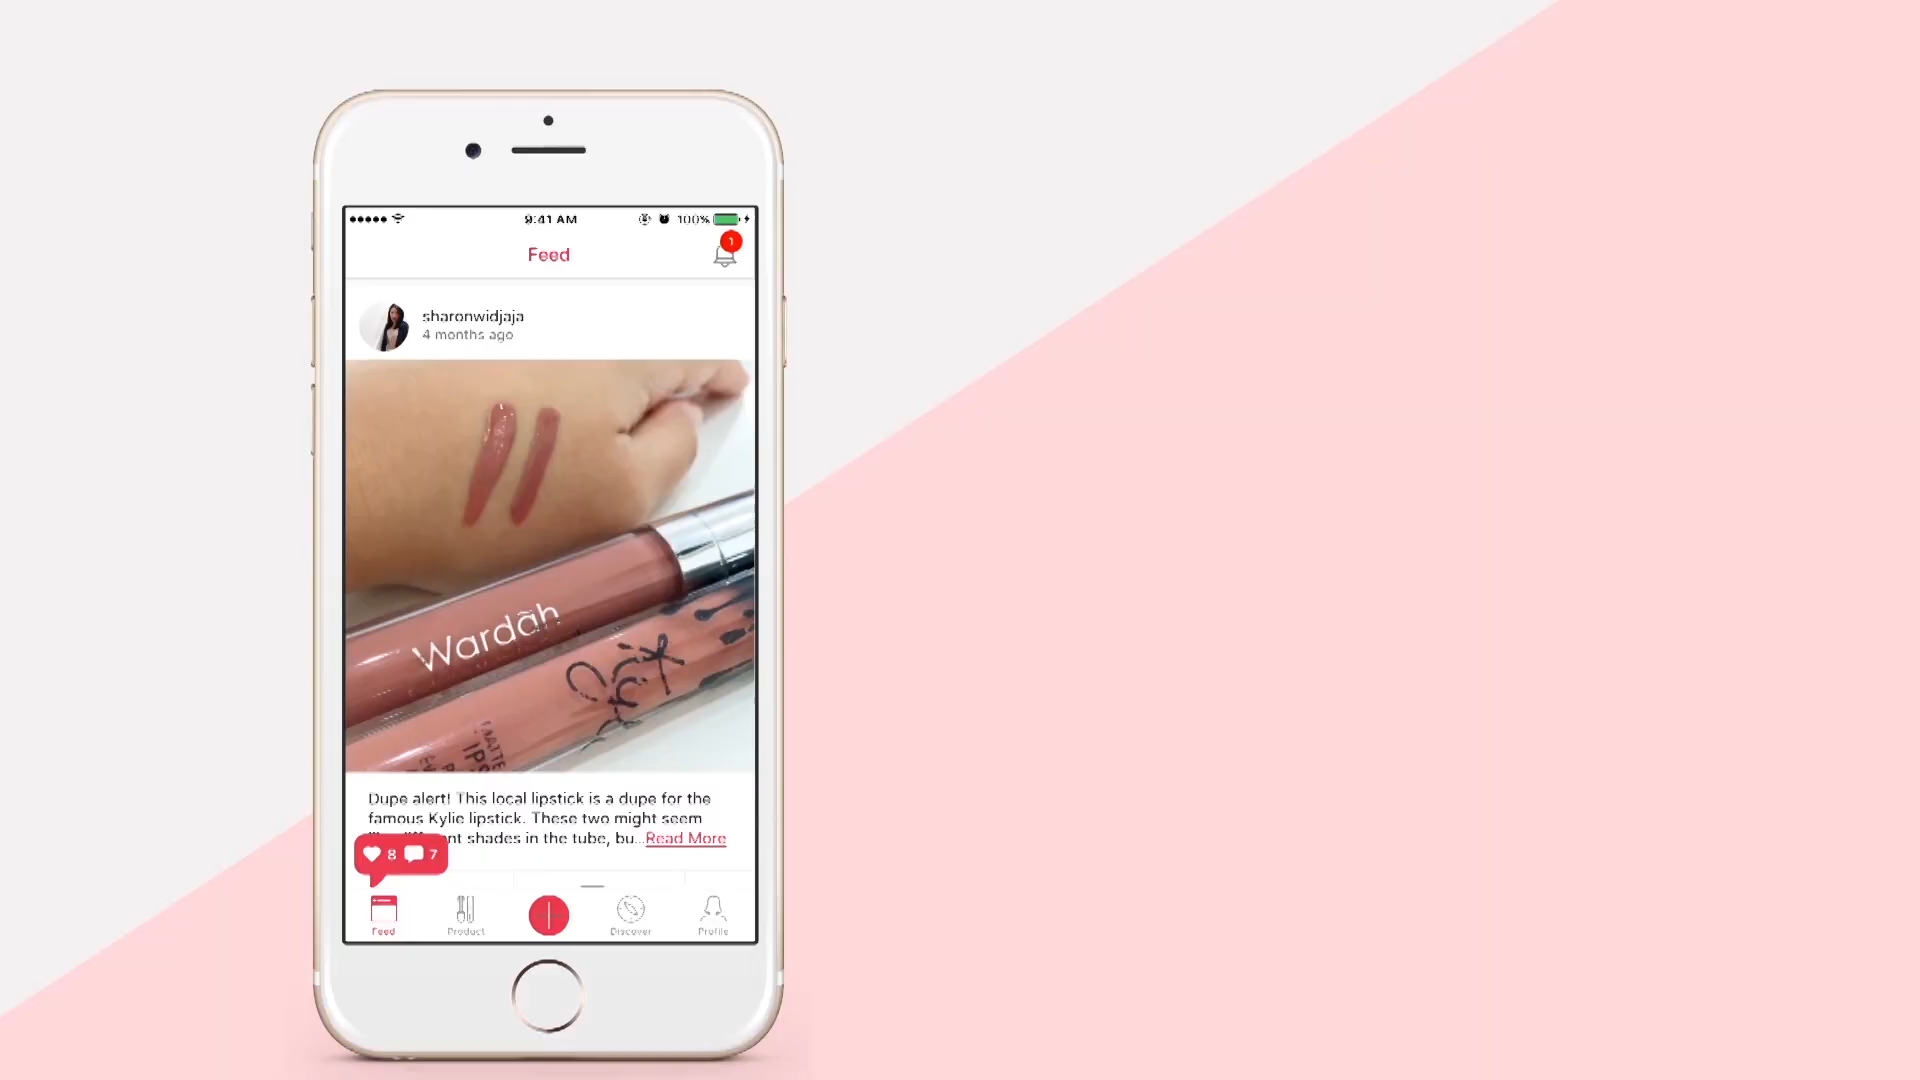 9:41 AM
100%
Feed
1
sharonwidjaja
4 months ago
Wardah
MATTE
Dupe alert! This local lipstick is a dupe for the
famous Kylie lipstick. These two might seem
shades in the tube, bu...Read More
8 7
Feed Product Discover Profile